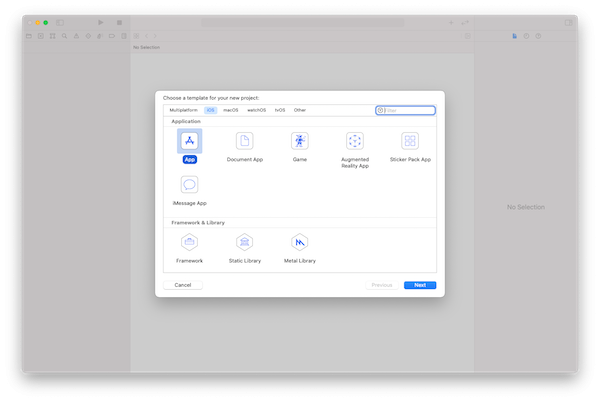 No Selection
Choose a template for your new project:
Multiplatform iOS macOS watchOS tvOS Other Filter
Application
App Document App Game Augmented Reality App Sticker Pack App
iMessage App
Framework & Library
Framework Static Library Metal Library
No Selection
Cancel Previous Next